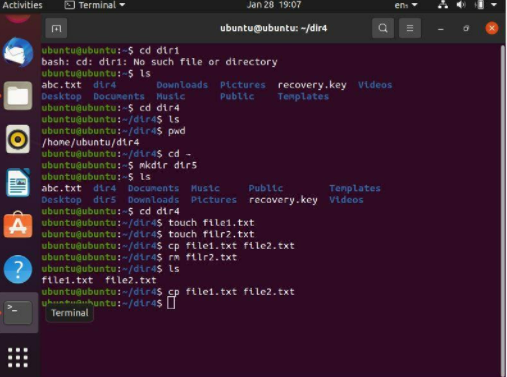 Activities Terminal Jan 28 19:07 en
ubuntu@ubuntu: ~/dir4
ubuntu@ubuntu:~$ cd dir1
bash: cd: dir1: No such file or directory
ubuntu@ubuntu:~$ ls
abc.txt dir4 Downloads Pictures recovery.key Videos
Desktop Documents Music Public Templates
ubuntu@ubuntu:~$ cd dir4
ubuntu@ubuntu:~/dir4$ ls
ubuntu@ubuntu:~/dir4$ pwd
/home/ubuntu/dir4
ubuntu@ubuntu:~/dir4$ cd ~
ubuntu@ubuntu:~$ mkdir dir5
ubuntu@ubuntu:~$ ls
abc.txt dir4 Documents Music Public Templates
Desktop dir5 Downloads Pictures recovery.key Videos
ubuntu@ubuntu:~$ cd dir4
ubuntu@ubuntu:~/dir4$ touch file1.txt
ubuntu@ubuntu:~/dir4$ touch filr2.txt
ubuntu@ubuntu:~/dir4$ cp file1.txt file2.txt
ubuntu@ubuntu:~/dir4$ rm filr2.txt
ubuntu@ubuntu:~/dir4$ ls
file1.txt file2.txt
ubuntu@ubuntu:~/dir4$ cp file1.txt file2.txt
ubuntu@ubuntu:~/dir4$
Terminal